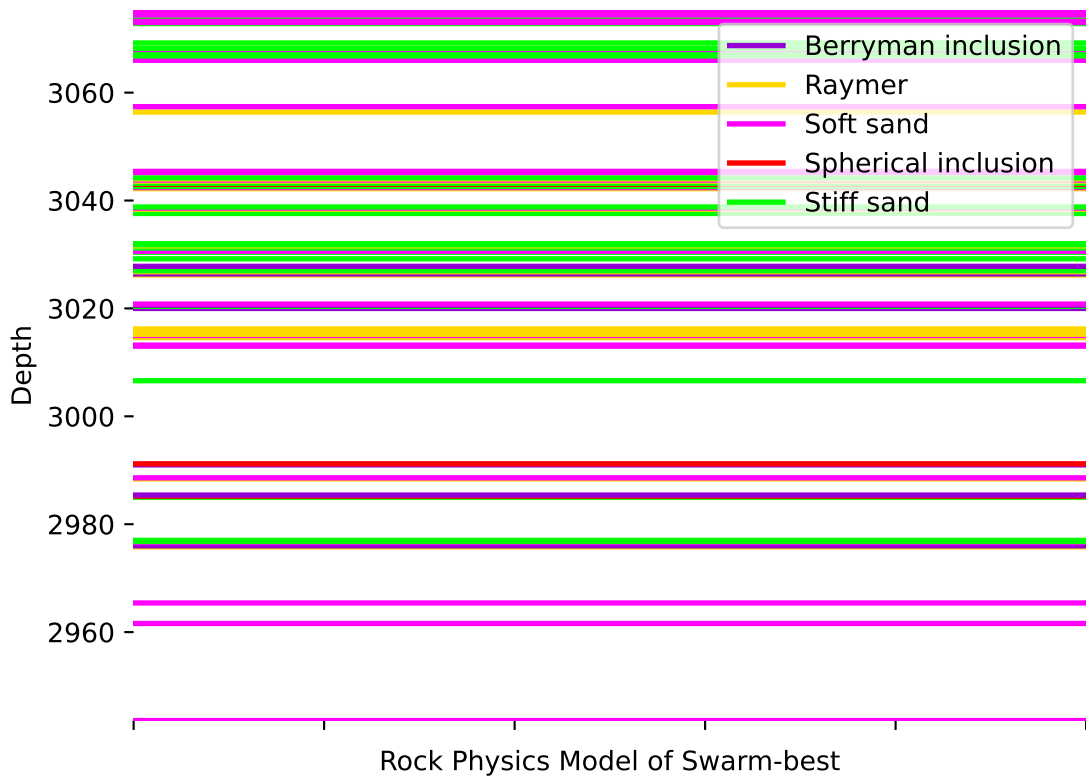 3060
3040
3020
3000
2980
2960
Depth
Berryman inclusion
Raymer
Soft sand
Spherical inclusion
Stiff sand
Rock Physics Model of Swarm-best